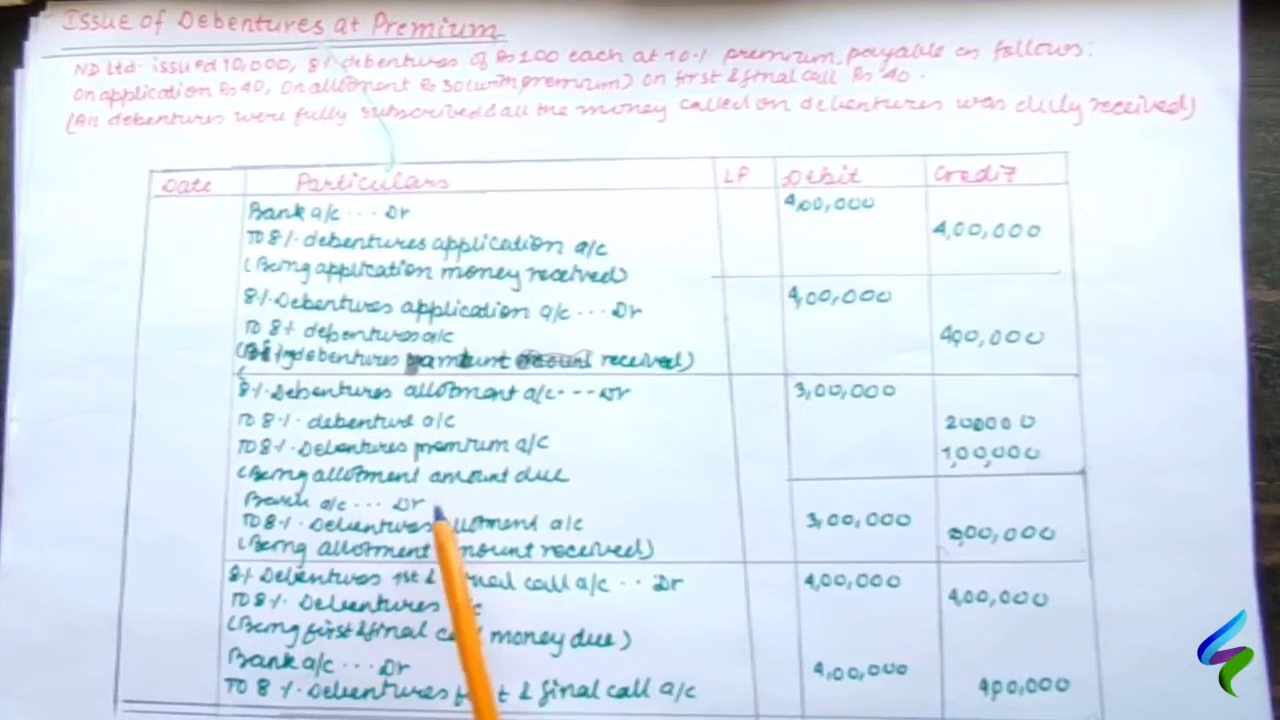 Issue of Debentures at Premium
ND Ltd. issued 10,000, 8% debentures of Rs 100 each at 10% premium, payable as follows:
On application Rs 40, On allotment Rs 30 (with premium) on first & final call Rs 40.
(All debentures were fully subscribed & all the money called on debentures was duly received)
Date Particulars LF Debit Credit
Bank a/c ... Dr 4,00,000
To 8% debentures application a/c 4,00,000
(Being application money received)
8% Debentures application a/c ... Dr 4,00,000
To 8% debentures a/c 400,000
(Being debentures received)
8% Debentures allotment a/c --- Dr 3,00,000
To 8% debenture a/c 200000
To 8% Debentures premium a/c 1,00,000
(Being allotment amount due
Bank a/c ... Dr 3,00,000
To 8% Debentures allotment a/c 300,000
(Being allotment amount received)
8% Debentures 1st & final call a/c .. Dr 4,00,000
To 8% Debentures a/c 4,00,000
(Being first & final call money due)
Bank a/c ... Dr 4,00,000
To 8% Debentures first & final call a/c 400,000